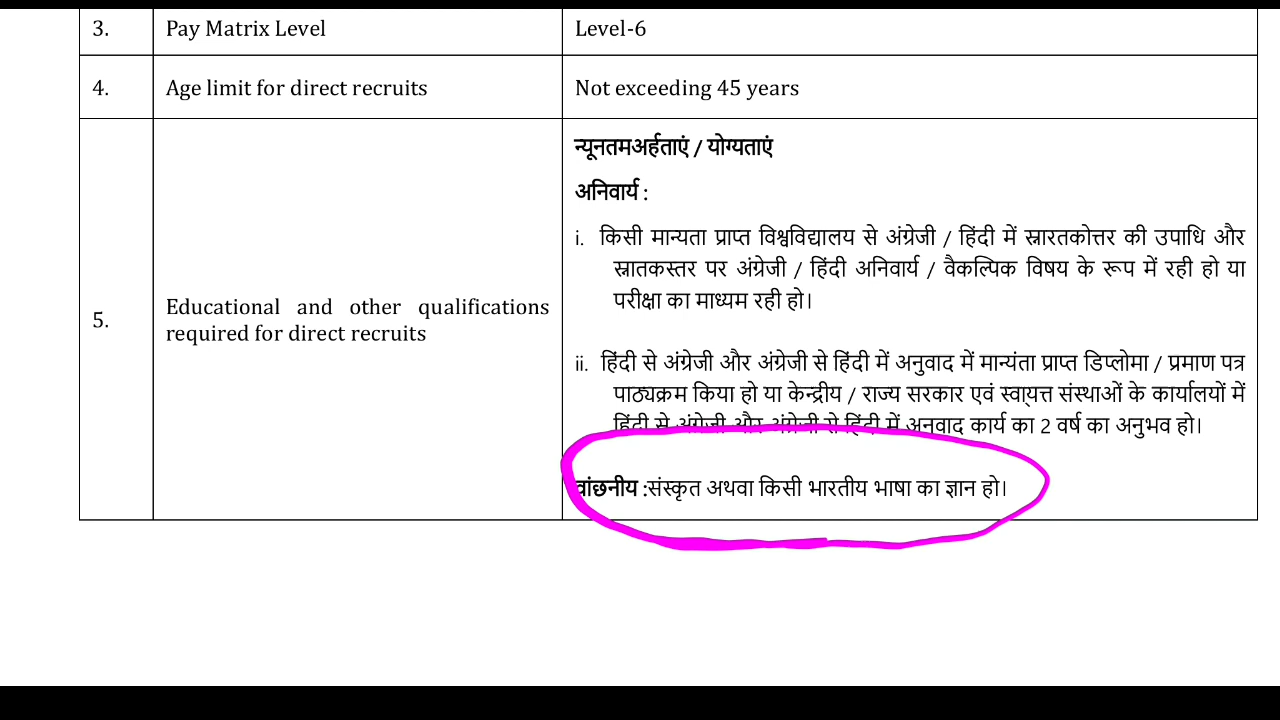 3. Pay Matrix Level Level-6
4. Age limit for direct recruits Not exceeding 45 years
5. Educational and other qualifications
required for direct recruits
न्यूनतमअर्हताएं / योग्यताएं
अनिवार्य :
i. किसी मान्यता प्राप्त विश्वविद्यालय से अंग्रेजी / हिंदी में स्नारतकोत्तर की उपाधि और
स्नातकस्तर पर अंग्रेजी / हिंदी अनिवार्य / वैकल्पिक विषय के रूप में रही हो या
परीक्षा का माध्यम रही हो।
ii. हिंदी से अंग्रेजी और अंग्रेजी से हिंदी में अनुवाद में मान्यंता प्राप्त डिप्लोमा / प्रमाण पत्र
पाठ्यक्रम किया हो या केन्द्रीय / राज्य सरकार एवं स्वा्यत्त संस्थाओं के कार्यालयों में
हिंदी से अंग्रेजी और अंग्रेजी से हिंदी में अनुवाद कार्य का 2 वर्ष का अनुभव हो।
वांछनीय :संस्कृत अथवा किसी भारतीय भाषा का ज्ञान हो।